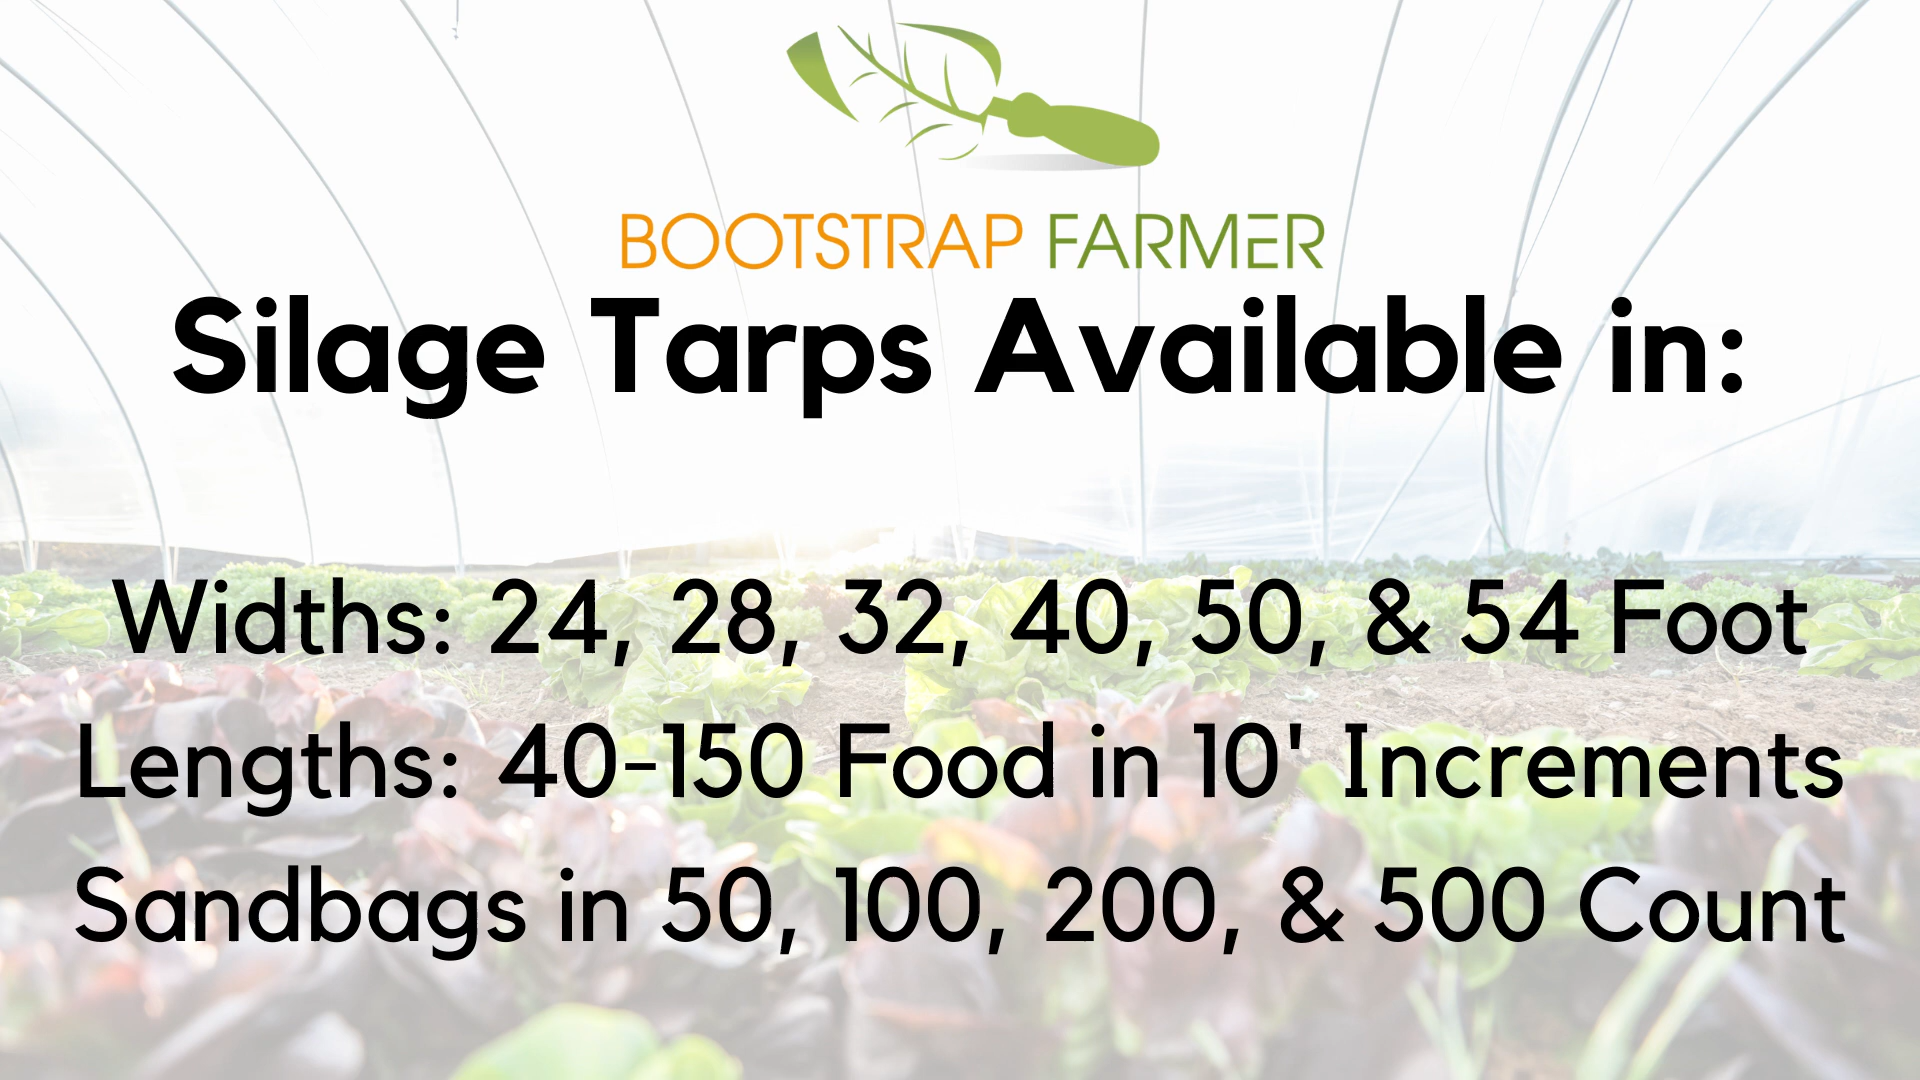 BOOTSTRAP FARMER
Silage Tarps Available in:
Widths: 24, 28, 32, 40, 50, & 54 Foot
Lengths: 40-150 Food in 10' Increments
Sandbags in 50, 100, 200, & 500 Count